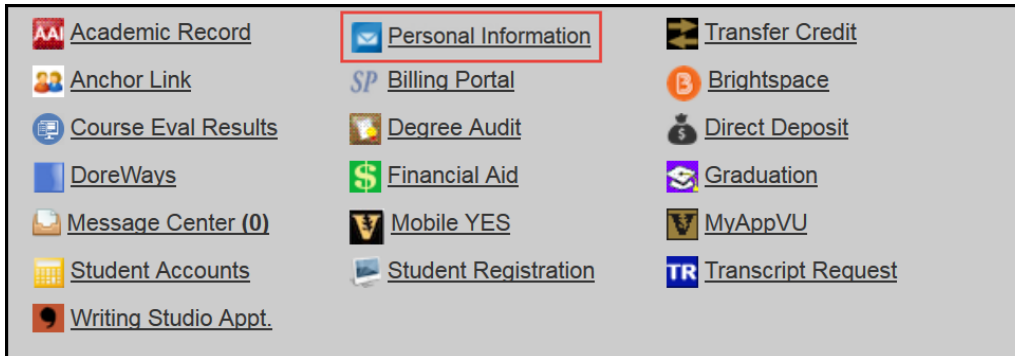 AAI Academic Record
Personal Information
Transfer Credit
Anchor Link
SP Billing Portal
B Brightspace
Course Eval Results
Degree Audit
$ Direct Deposit
DoreWays
$ Financial Aid
Graduation
Message Center (0)
V Mobile YES
V MyAppVU
Student Accounts
Student Registration
TR Transcript Request
Writing Studio Appt.